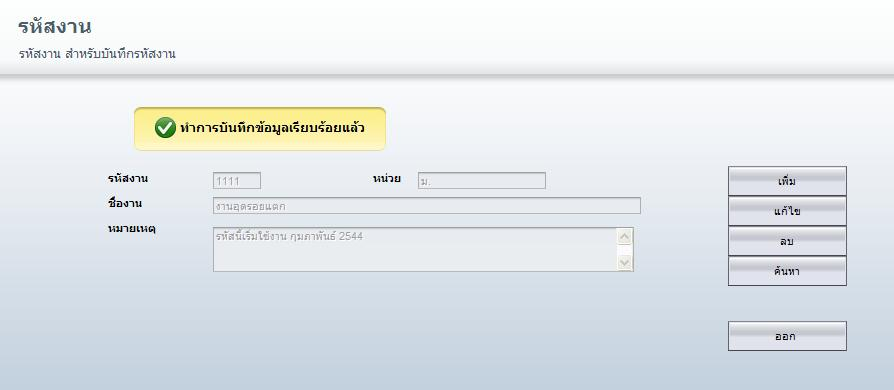 รหัสงาน
รหัสงาน สำหรับบันทึกรหัสงาน
ทำการบันทึกข้อมูลเรียบร้อยแล้ว
รหัสงาน 1111 หน่วย ม.
ชื่องาน งานอุดรอยแตก
หมายเหตุ รหัสนี้เริ่มใช้งาน กุมภาพันธ์ 2544
เพิ่ม
แก้ไข
ลบ
ค้นหา
ออก